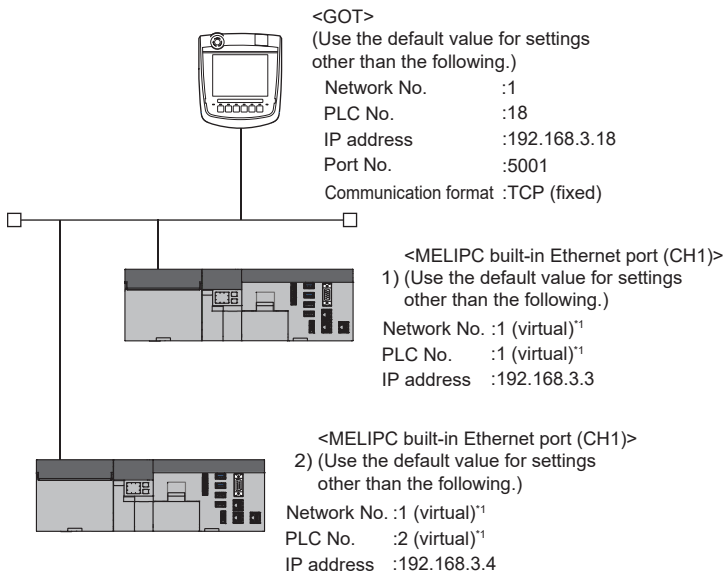 <GOT>
(Use the default value for settings
other than the following.)
Network No. :1
PLC No. :18
IP address :192.168.3.18
Port No. :5001
Communication format :TCP (fixed)
<MELIPC built-in Ethernet port (CH1)>
1) (Use the default value for settings
other than the following.)
Network No. :1 (virtual)*1
PLC No. :1 (virtual)*1
IP address :192.168.3.3
<MELIPC built-in Ethernet port (CH1)>
2) (Use the default value for settings
other than the following.)
Network No. :1 (virtual)*1
PLC No. :2 (virtual)*1
IP address :192.168.3.4